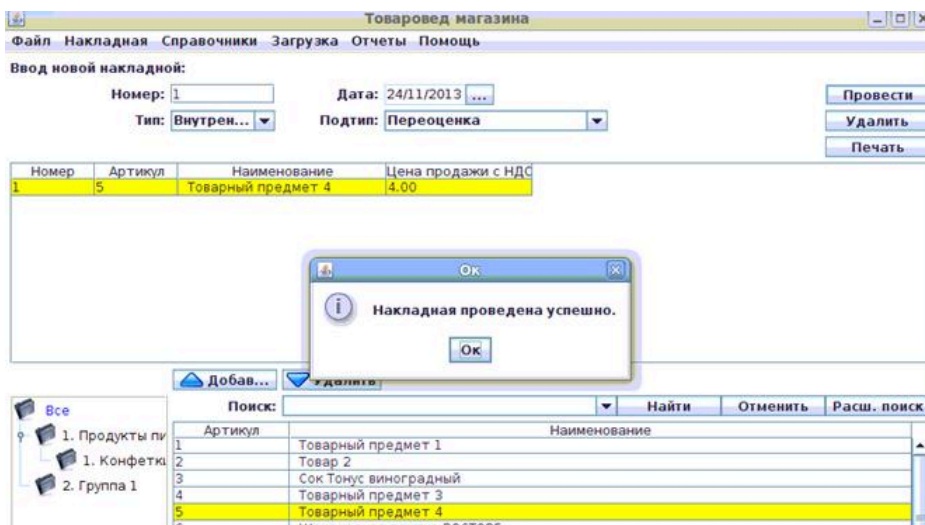 Товаровед магазина
Файл Накладная Справочники Загрузка Отчеты Помощь
Ввод новой накладной:
Номер: 1 Дата: 24/11/2013 ... Провести
Тип: Внутрен... Подтип: Переоценка Удалить
Печать
Номер Артикул Наименование Цена продажи с НДС
1 5 Товарный предмет 4 4.00
Ок
Накладная проведена успешно.
Ок
Добав... Удалить
Поиск: Найти Отменить Расш. поиск
Все
1. Продукты пи
1. Конфетки
2. Группа 1
Артикул Наименование
1 Товарный предмет 1
2 Товар 2
3 Сок Тонус виноградный
4 Товарный предмет 3
5 Товарный предмет 4